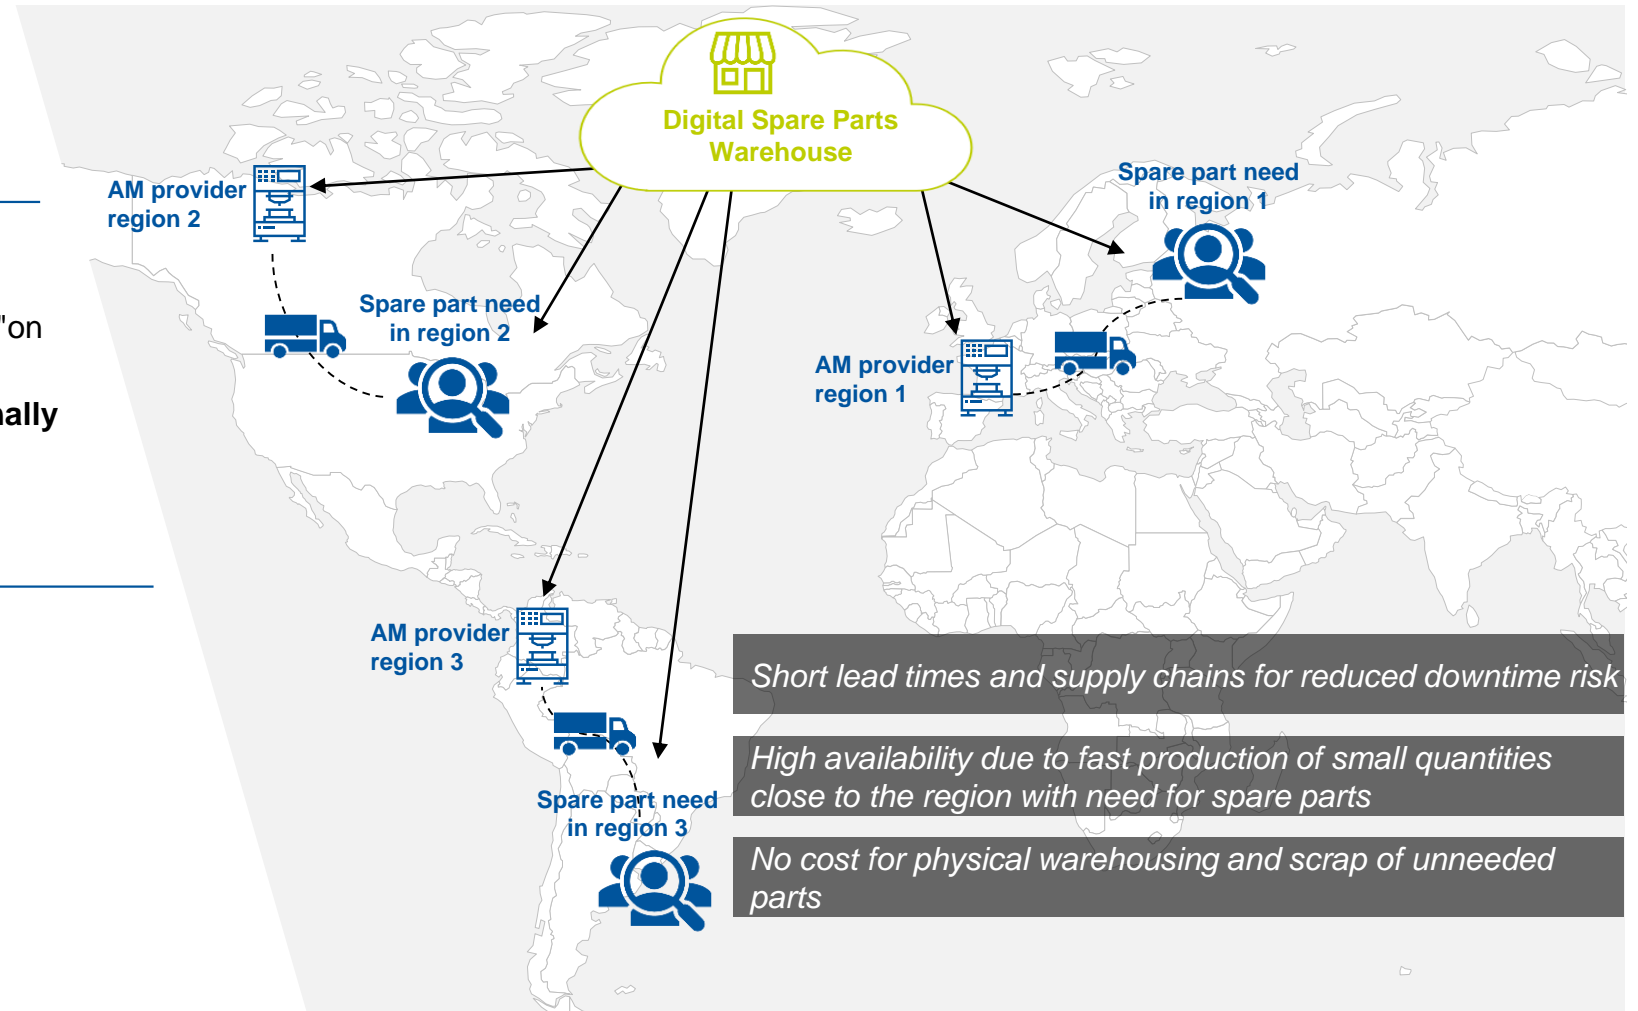 "on
Digital Spare Parts
Warehouse
AM provider
region 2
Spare part need
in region 2
Spare part need
in region 1
AM provider
region 1
AM provider
region 3
Spare part need
in region 3
Short lead times and supply chains for reduced downtime risk
High availability due to fast production of small quantities
close to the region with need for spare parts
No cost for physical warehousing and scrap of unneeded
parts